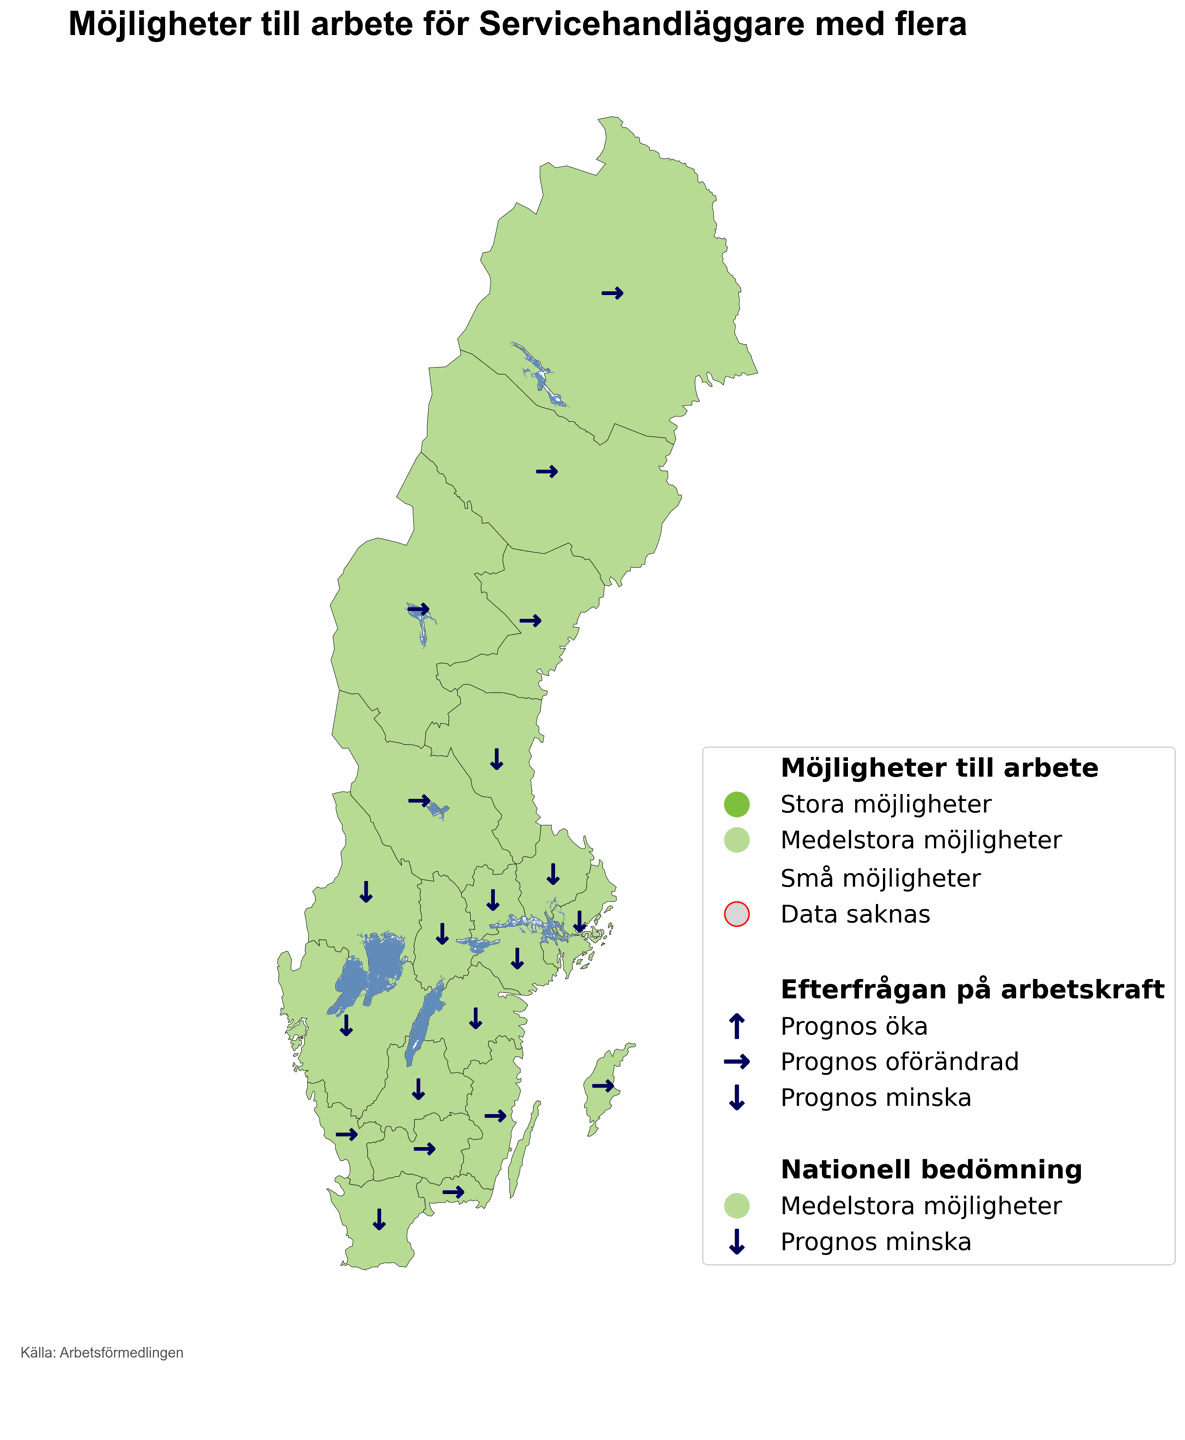 Möjligheter till arbete för Servicehandläggare med flera
Möjligheter till arbete
Stora möjligheter
Medelstora möjligheter
Små möjligheter
Data saknas
Efterfrågan på arbetskraft
Prognos öka
Prognos oförändrad
Prognos minska
Nationell bedömning
Medelstora möjligheter
Prognos minska
Källa: Arbetsförmedlingen